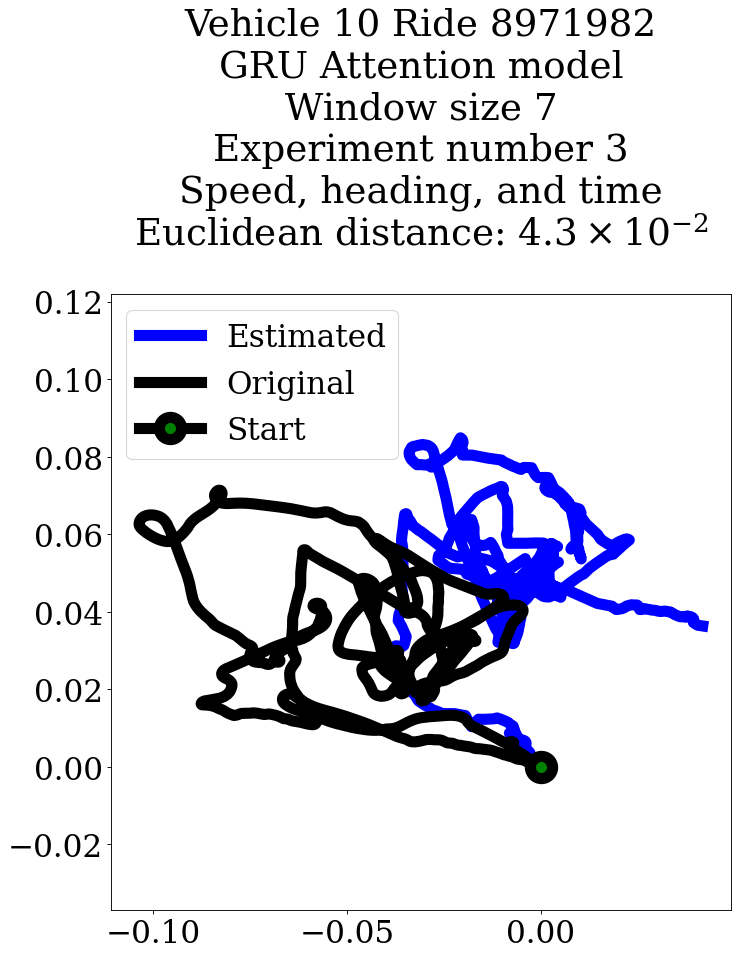 Vehicle 10 Ride 8971982
GRU Attention model
Window size 7
Experiment number 3
Speed, heading, and time
Euclidean distance: 4.3 × 10⁻²
0.12
Estimated
0.10
Original
Start
0.08
0.06
0.04
0.02
0.00
−0.02
−0.10 −0.05 0.00